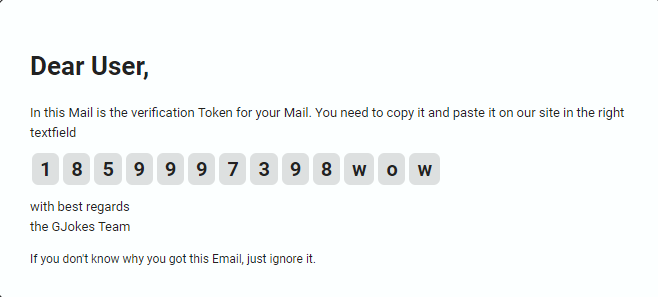 Dear User,
In this Mail is the verification Token for your Mail. You need to copy it and paste it on our site in the right
textfield
1 8 5 9 9 9 7 3 9 8 w o w
with best regards
the GJokes Team
If you don't know why you got this Email, just ignore it.